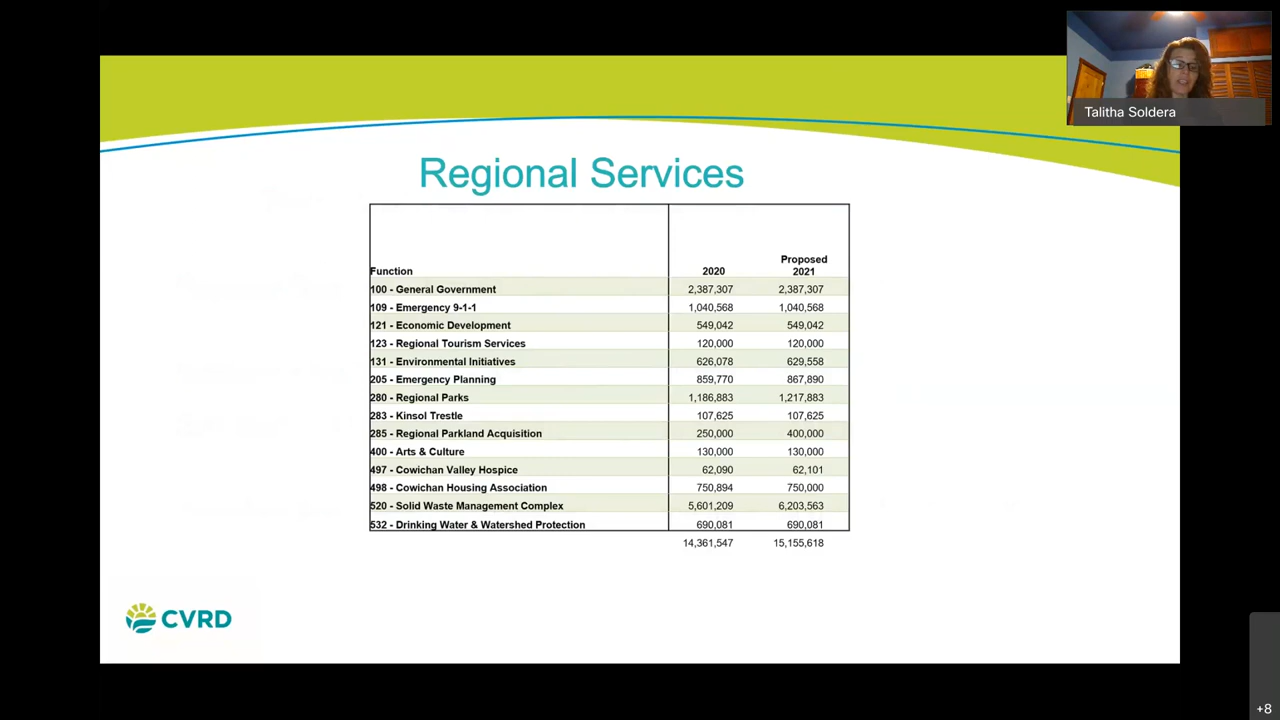 Talitha Soldera
Regional Services
Function 2020 Proposed 2021
100 - General Government 2,387,307 2,387,307
109 - Emergency 9-1-1 1,040,568 1,040,568
121 - Economic Development 549,042 549,042
123 - Regional Tourism Services 120,000 120,000
131 - Environmental Initiatives 626,078 629,558
205 - Emergency Planning 859,770 867,890
280 - Regional Parks 1,186,883 1,217,883
283 - Kinsol Trestle 107,625 107,625
285 - Regional Parkland Acquisition 250,000 400,000
400 - Arts & Culture 130,000 130,000
497 - Cowichan Valley Hospice 62,090 62,101
498 - Cowichan Housing Association 750,894 750,000
520 - Solid Waste Management Complex 5,601,209 6,203,563
532 - Drinking Water & Watershed Protection 690,081 690,081
14,361,547 15,155,618
CVRD
+8